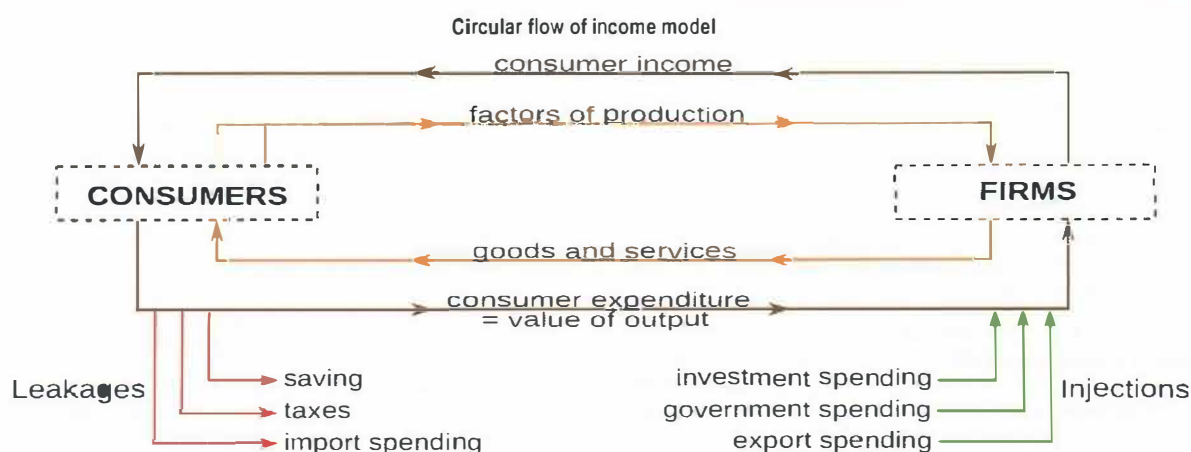 Circular flow of income model
consumer income
factors of production
CONSUMERS
FIRMS
goods and services
consumer expenditure
= value of output
Leakages
saving
taxes
import spending
investment spending
government spending
export spending
Injections